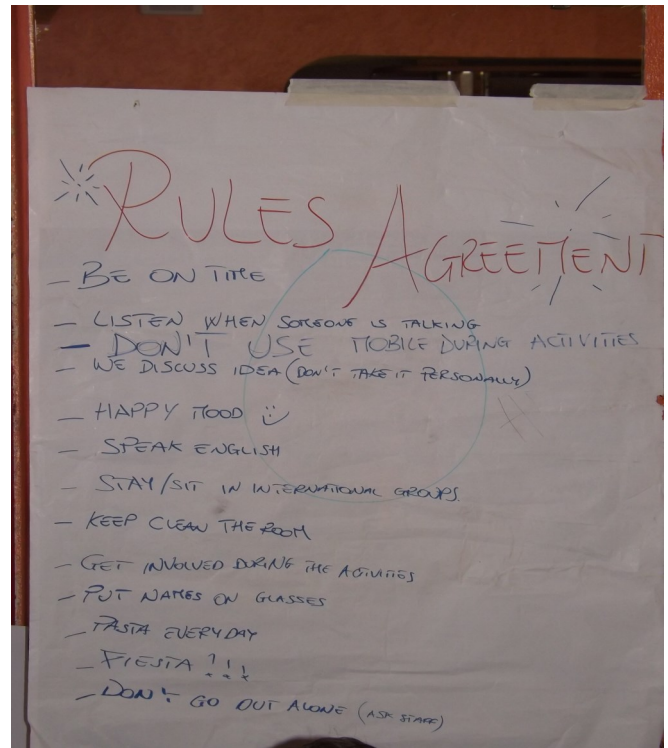 RULES AGREEMENT
- BE ON TIME
- LISTEN WHEN SOMEONE IS TALKING
- DON'T USE MOBILE DURING ACTIVITIES
- WE DISCUSS IDEA (DON'T TAKE IT PERSONALLY)
- HAPPY MOOD :)
- SPEAK ENGLISH
- STAY/SIT IN INTERNATIONAL GROUPS.
- KEEP CLEAN THE ROOM
- GET INVOLVED DURING THE ACTIVITIES
- PUT NAMES ON GLASSES
- PASTA EVERYDAY
- FIESTA !!!
- DON'T GO OUT ALONE (ASK STAFF)